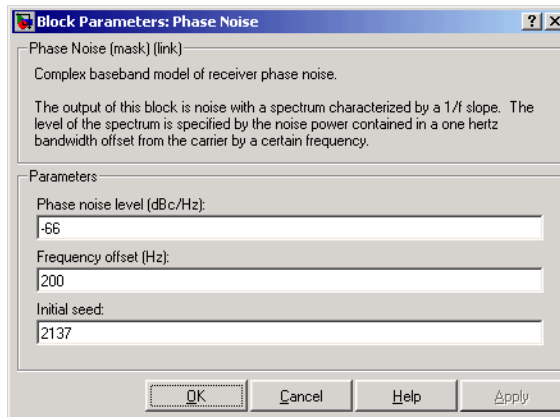 Block Parameters: Phase Noise
Phase Noise (mask) (link)
Complex baseband model of receiver phase noise.
The output of this block is noise with a spectrum characterized by a 1/f slope. The
level of the spectrum is specified by the noise power contained in a one hertz
bandwidth offset from the carrier by a certain frequency.
Parameters
Phase noise level (dBc/Hz):
-66
Frequency offset (Hz):
200
Initial seed:
2137
OK Cancel Help Apply